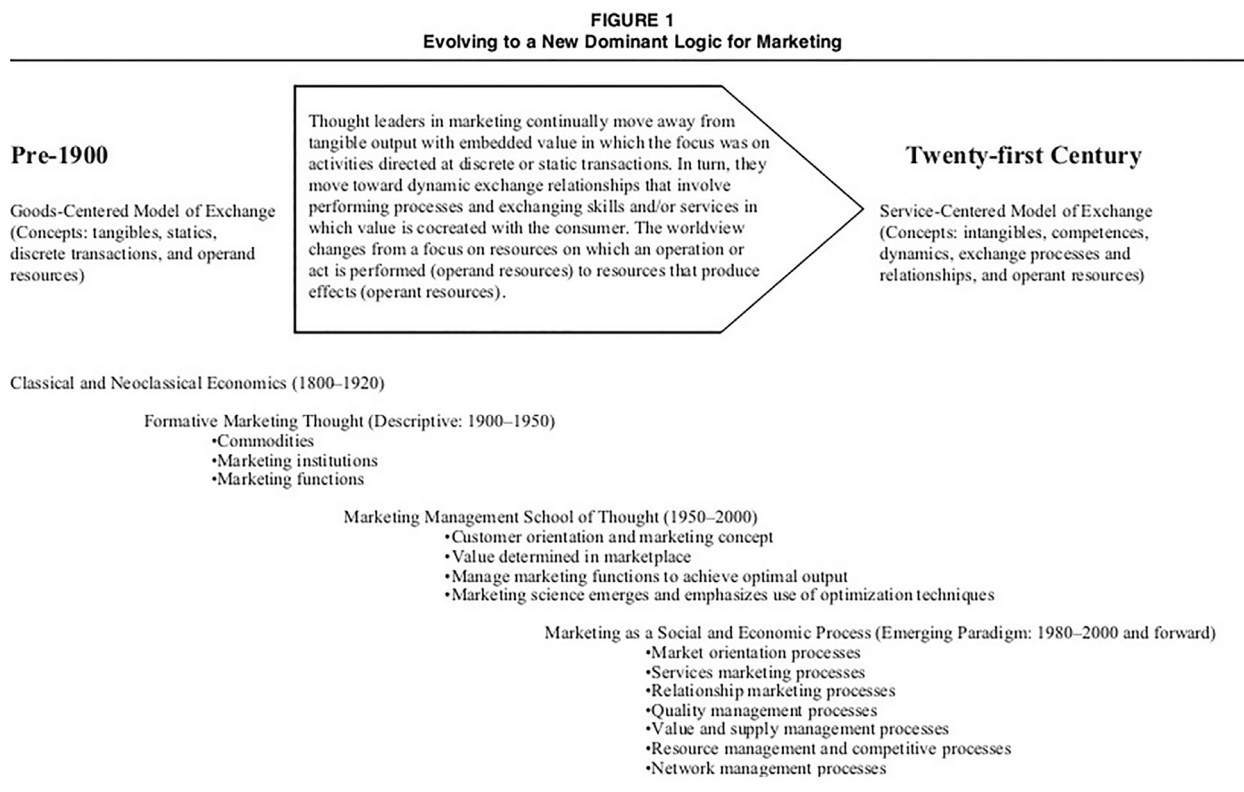 FIGURE 1
Evolving to a New Dominant Logic for Marketing
Pre-1900
Goods-Centered Model of Exchange
(Concepts: tangibles, statics,
discrete transactions, and operand
resources)
Thought leaders in marketing continually move away from
tangible output with embedded value in which the focus was on
activities directed at discrete or static transactions. In turn, they
move toward dynamic exchange relationships that involve
performing processes and exchanging skills and/or services in
which value is cocreated with the consumer. The worldview
changes from a focus on resources on which an operation or
act is performed (operand resources) to resources that produce
effects (operant resources).
Twenty-first Century
Service-Centered Model of Exchange
(Concepts: intangibles, competences,
dynamics, exchange processes and
relationships, and operant resources)
Classical and Neoclassical Economics (1800–1920)
Formative Marketing Thought (Descriptive: 1900–1950)
•Commodities
•Marketing institutions
•Marketing functions
Marketing Management School of Thought (1950–2000)
•Customer orientation and marketing concept
•Value determined in marketplace
•Manage marketing functions to achieve optimal output
•Marketing science emerges and emphasizes use of optimization techniques
Marketing as a Social and Economic Process (Emerging Paradigm: 1980–2000 and forward)
•Market orientation processes
•Services marketing processes
•Relationship marketing processes
•Quality management processes
•Value and supply management processes
•Resource management and competitive processes
•Network management processes